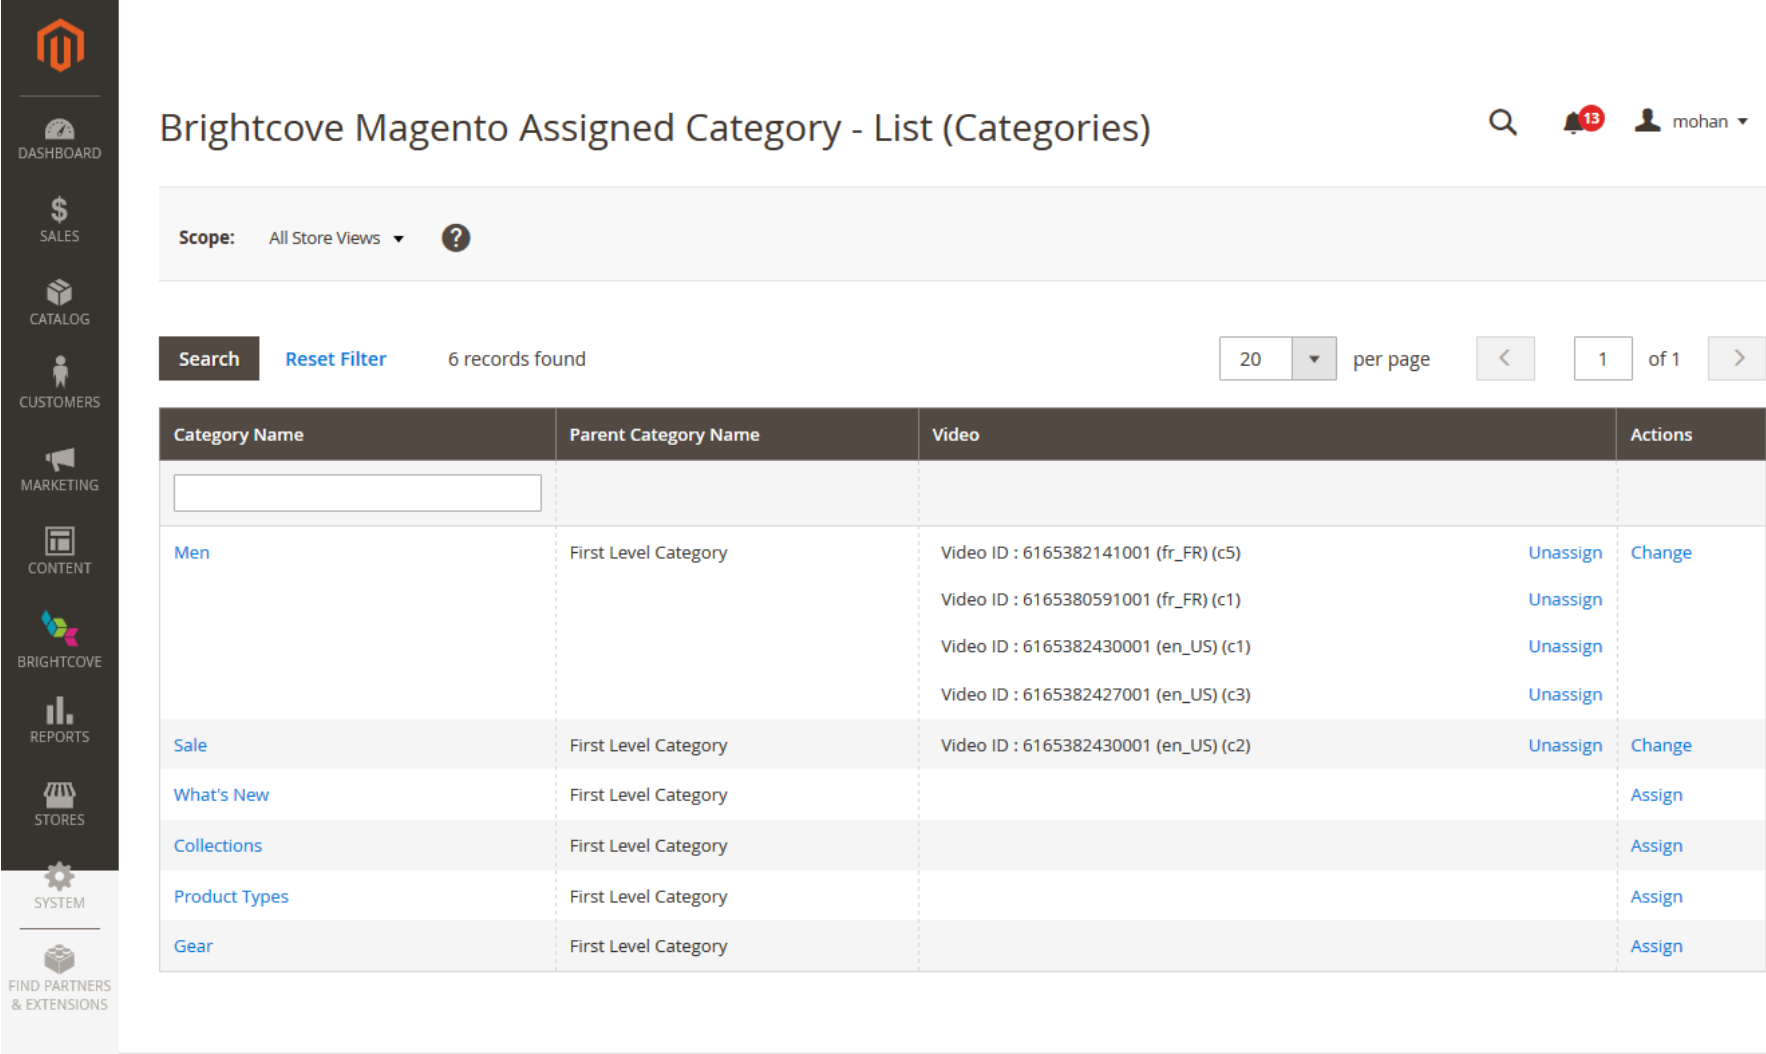 DASHBOARD
SALES
CATALOG
CUSTOMERS
MARKETING
CONTENT
BRIGHTCOVE
REPORTS
STORES
SYSTEM
FIND PARTNERS
& EXTENSIONS
Brightcove Magento Assigned Category - List (Categories)
13
mohan
Scope: All Store Views ?
Search Reset Filter 6 records found 20 per page 1 of 1
Category Name Parent Category Name Video Actions
Men First Level Category Video ID : 6165382141001 (fr_FR) (c5) Unassign Change
Video ID : 6165380591001 (fr_FR) (c1) Unassign
Video ID : 6165382430001 (en_US) (c1) Unassign
Video ID : 6165382427001 (en_US) (c3) Unassign
Sale First Level Category Video ID : 6165382430001 (en_US) (c2) Unassign Change
What's New First Level Category Assign
Collections First Level Category Assign
Product Types First Level Category Assign
Gear First Level Category Assign